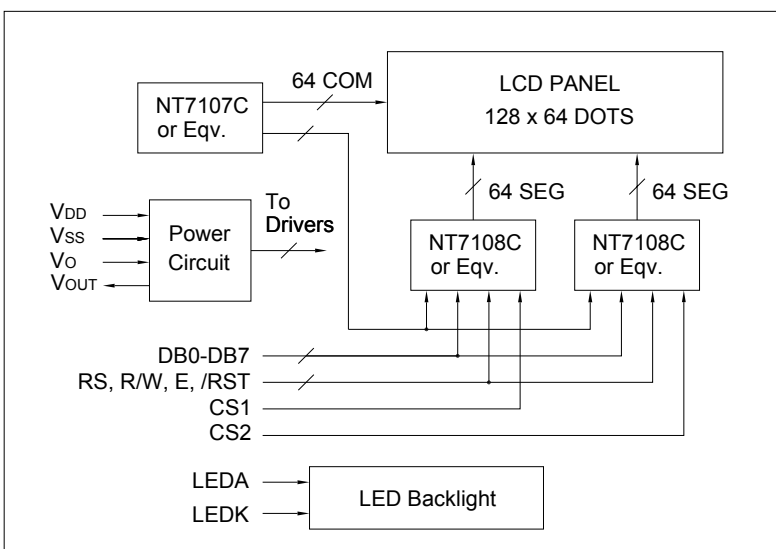 64 COM
NT7107C
or Eqv.
LCD PANEL
128 x 64 DOTS
64 SEG
64 SEG
VDD
VSS
VO
VOUT
Power
Circuit
To
Drivers
NT7108C
or Eqv.
NT7108C
or Eqv.
DB0-DB7
RS, R/W, E, /RST
CS1
CS2
LEDA
LEDK
LED Backlight